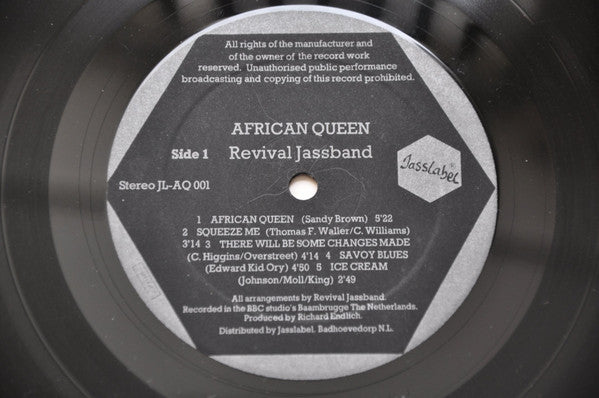 All rights of the manufacturer and
of the owner of the record work
reserved. Unauthorised public performance
broadcasting and copying of this record prohibited.
AFRICAN QUEEN
Side 1 Revival Jassband
Jasslabel
Stereo JL-AQ 001
1 AFRICAN QUEEN (Sandy Brown) 5'22
2 SQUEEZE ME (Thomas F. Waller/C. Williams)
3'14 3 THERE WILL BE SOME CHANGES MADE
(C. Higgins/Overstreet) 4'14 4 SAVOY BLUES
(Edward Kid Ory) 4'50 5 ICE CREAM
(Johnson/Moll/King) 2'49
All arrangements by Revival Jassband.
Recorded in the BBC studio's Baambrugge The Netherlands.
Produced by Richard Endlich.
Distributed by Jasslabel. Badhoevedorp N.L.